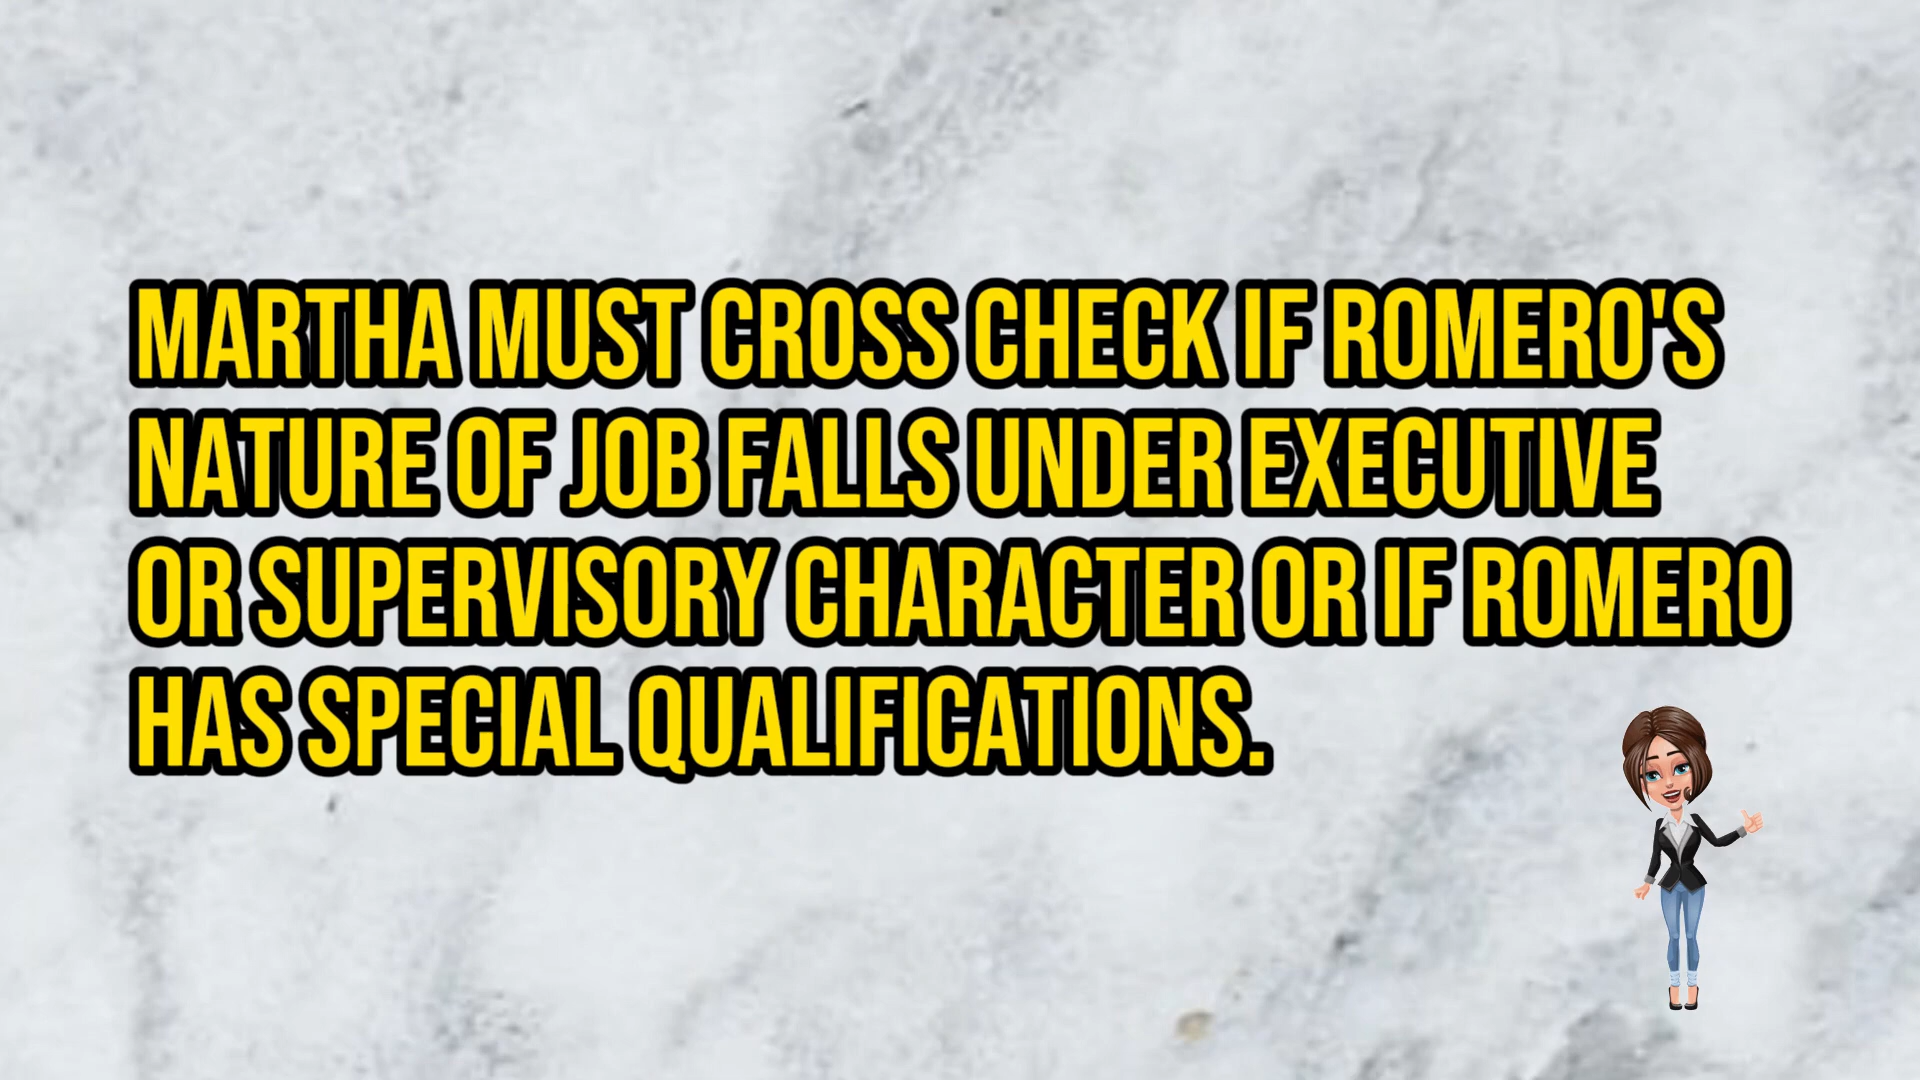 MARTHA MUST CROSS CHECK IF ROMERO'S
NATURE OF JOB FALLS UNDER EXECUTIVE
OR SUPERVISORY CHARACTER OR IF ROMERO
HAS SPECIAL QUALIFICATIONS.